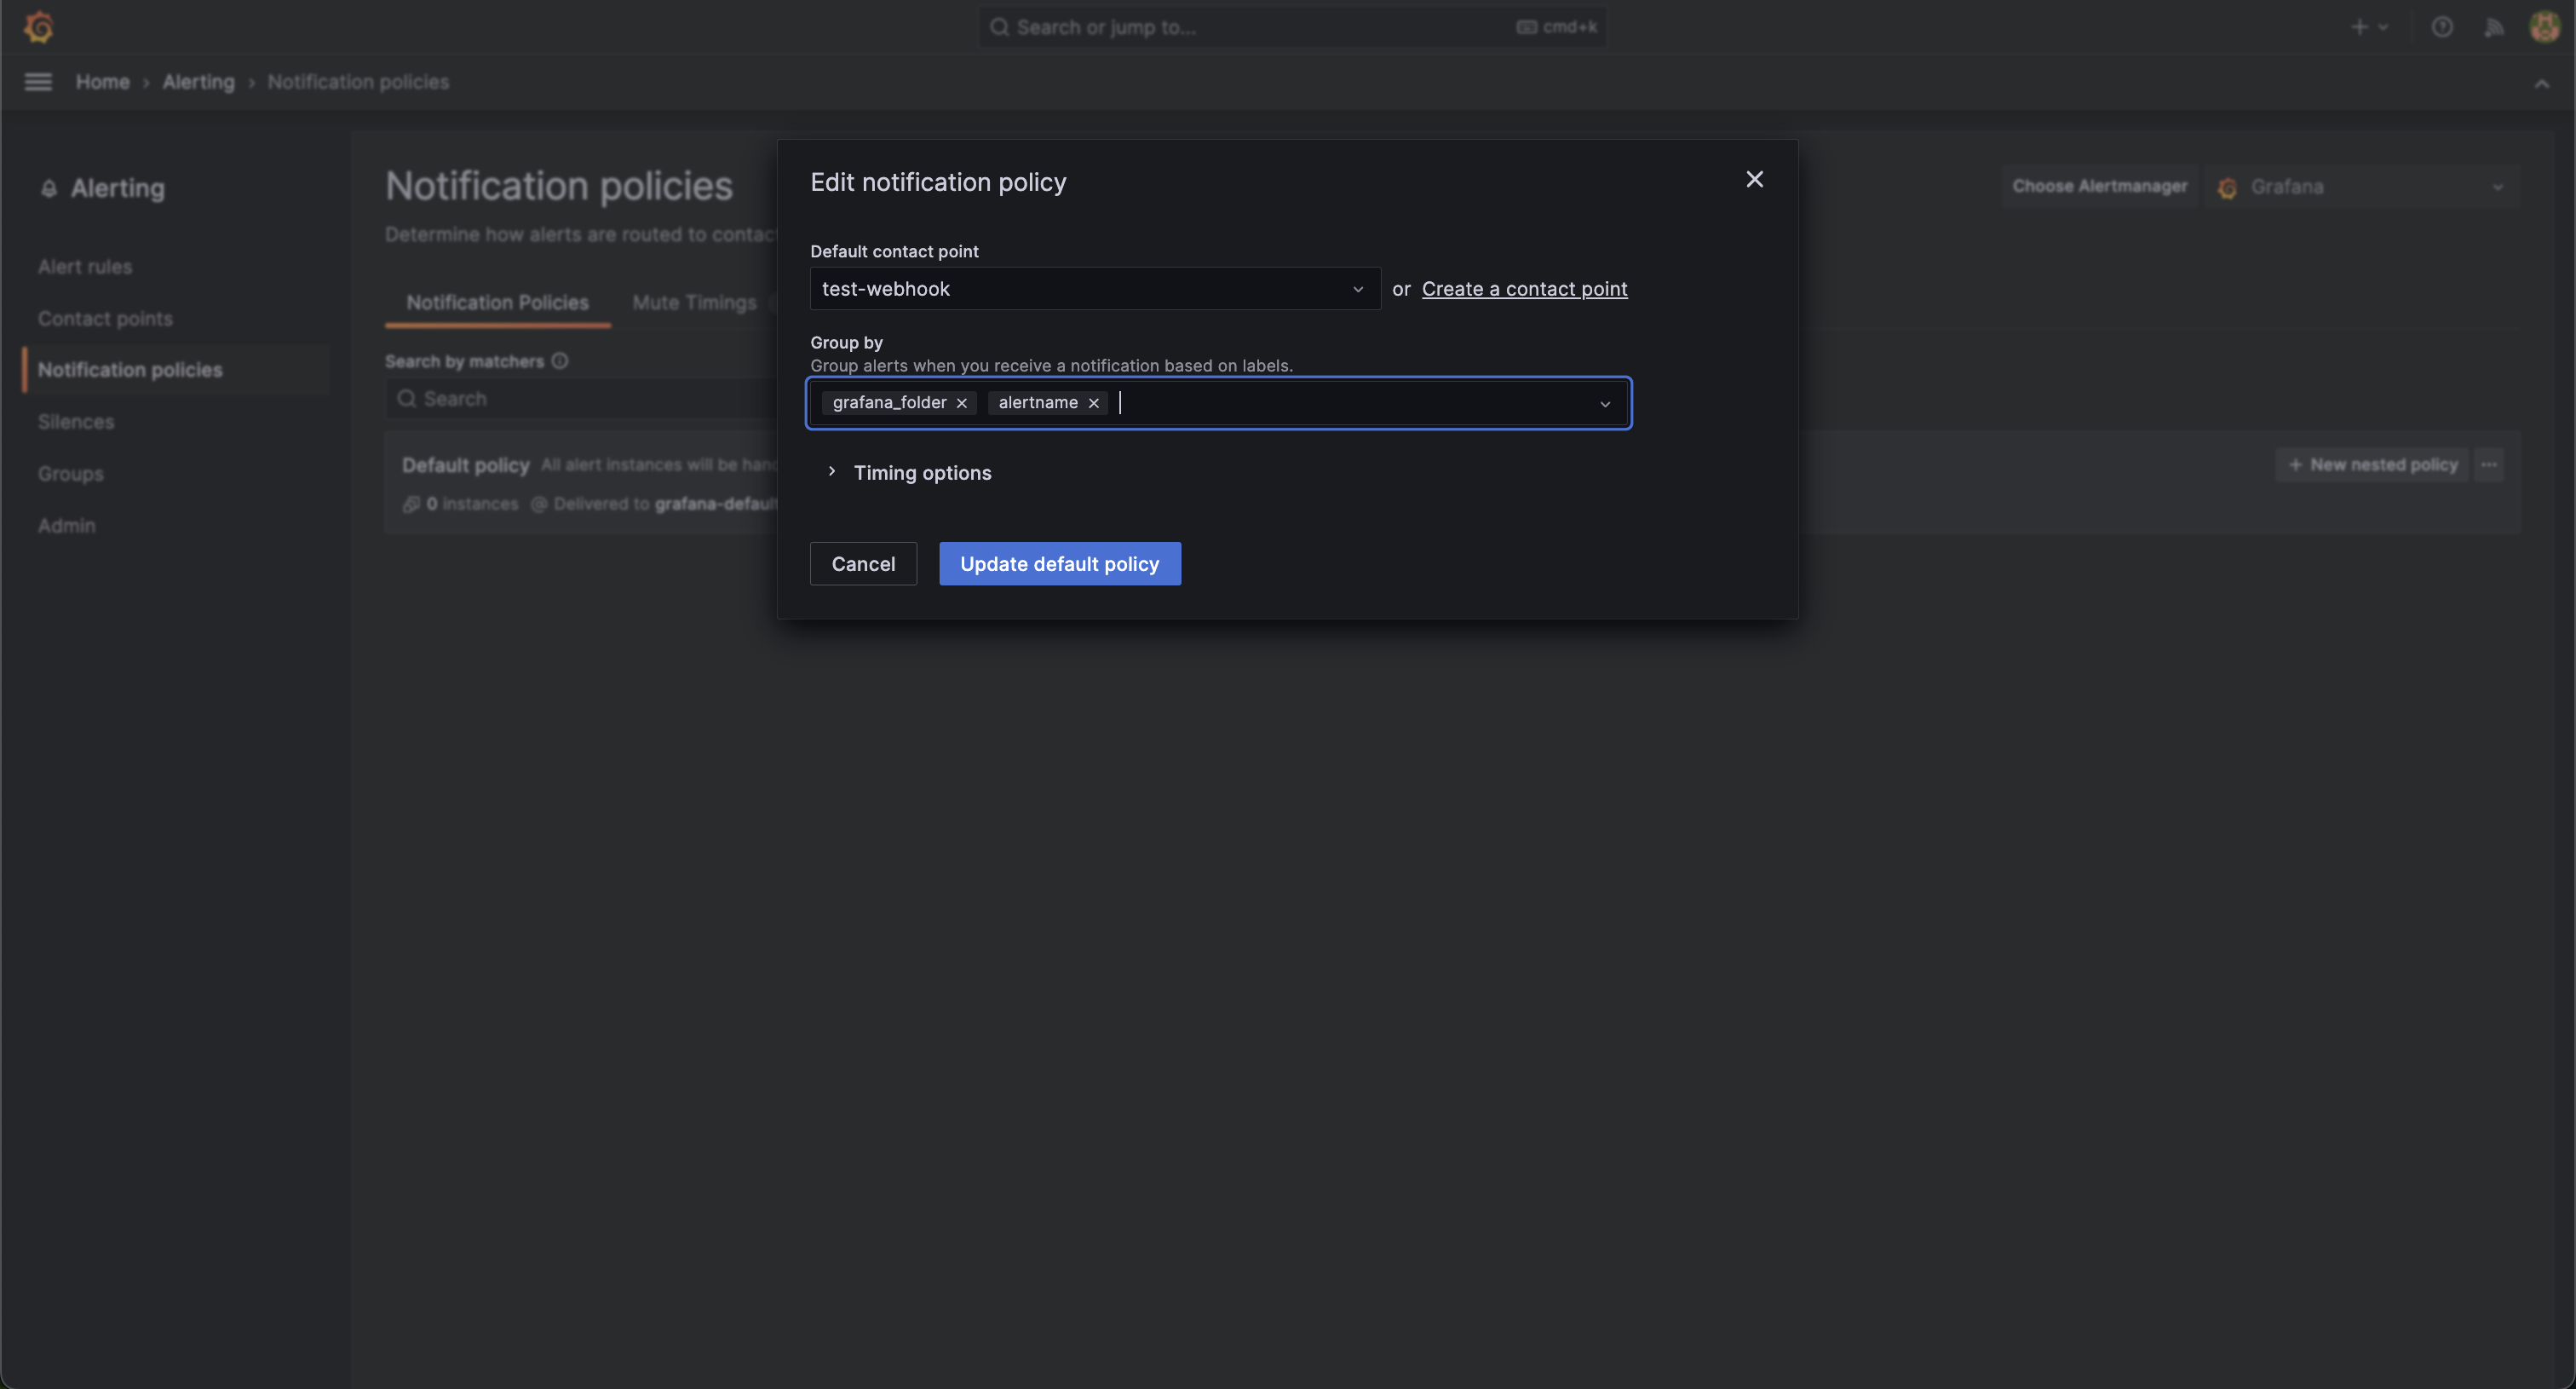 Search or jump to...
cmd+k
Home › Alerting › Notification policies
Alerting
Alert rules
Contact points
Notification policies
Silences
Groups
Admin
Notification policies
Determine how alerts are routed to contac
Choose Alertmanager
Grafana
Notification Policies
Mute Timings
Search by matchers
Search
Default policy All alert instances will be han
0 instances Delivered to grafana-default
+ New nested policy
Edit notification policy
Default contact point
test-webhook
or Create a contact point
Group by
Group alerts when you receive a notification based on labels.
grafana_folder
alertname
Timing options
Cancel
Update default policy